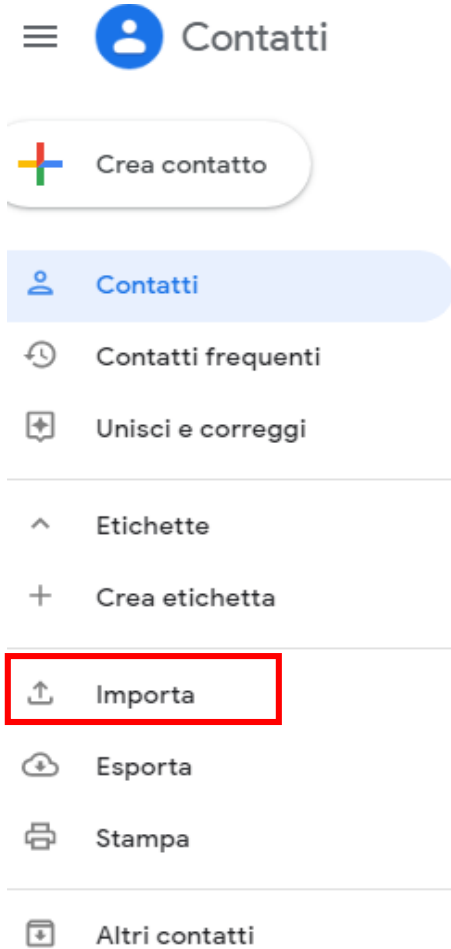 Contatti
Crea contatto
Contatti
Contatti frequenti
Unisci e correggi
Etichette
Crea etichetta
Importa
Esporta
Stampa
Altri contatti